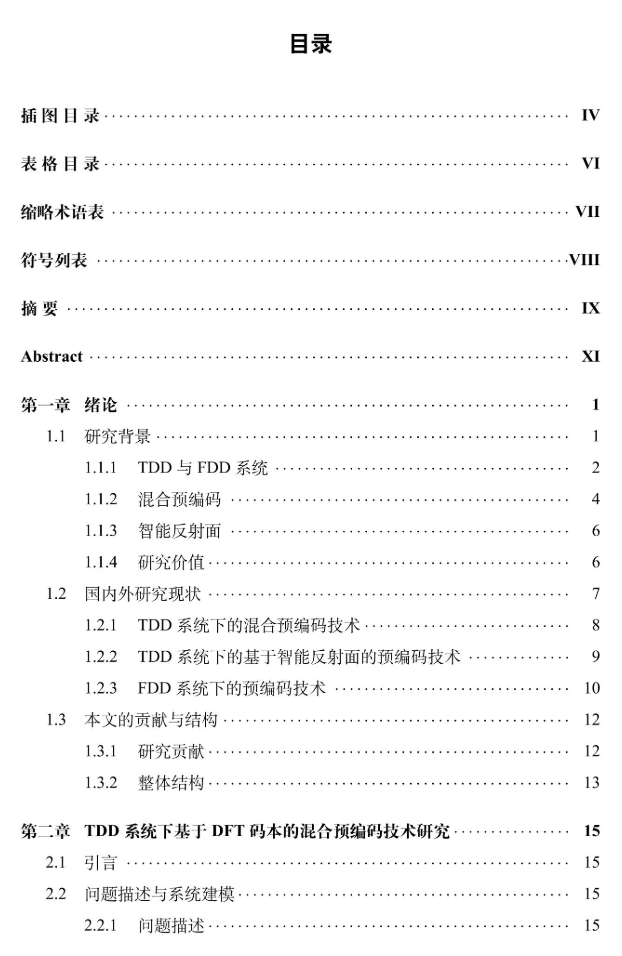 目录
插 图 目 录 ································ IV
表 格 目 录 ································ VI
缩略术语表 ································ VII
符号列表 ································ VIII
摘 要 ································ IX
Abstract ································ XI
第一章 绪论 ································ 1
1.1 研究背景 ································ 1
1.1.1 TDD 与 FDD 系统 ································ 2
1.1.2 混合预编码 ································ 4
1.1.3 智能反射面 ································ 6
1.1.4 研究价值 ································ 6
1.2 国内外研究现状 ································ 7
1.2.1 TDD 系统下的混合预编码技术 ································ 8
1.2.2 TDD 系统下的基于智能反射面的预编码技术 ······················ 9
1.2.3 FDD 系统下的预编码技术 ································ 10
1.3 本文的贡献与结构 ································ 12
1.3.1 研究贡献 ································ 12
1.3.2 整体结构 ································ 13
第二章 TDD 系统下基于 DFT 码本的混合预编码技术研究 ················ 15
2.1 引言 ································ 15
2.2 问题描述与系统建模 ································ 15
2.2.1 问题描述 ································ 15